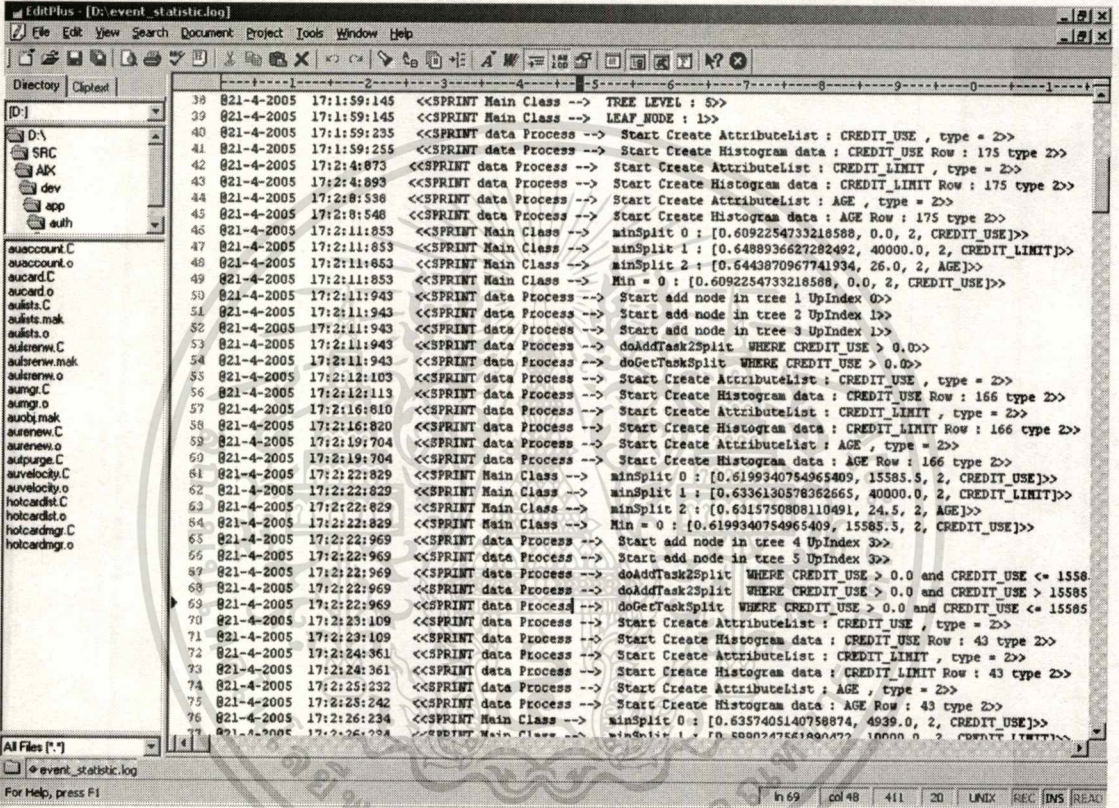 EditPlus - [D:\event_statistic.log]
File Edit View Search Document Project Tools Window Help
Directory Cliptext
[D:]
D:\
SRC
AIX
dev
app
auth
auaccount.C
auaccount.o
aucard.C
aucard.o
aulists.C
aulists.mak
aulists.o
aulsrenw.C
aulsrenw.mak
aulsrenw.o
aumgr.C
aumgr.o
auobj.mak
aurenew.C
aurenew.o
autpurge.C
auvelocity.C
auvelocity.o
hotcardlist.C
hotcardlist.o
hotcardmgr.C
hotcardmgr.o
All Files [*.*]
----+----1----+----2----+----3----+----4----+----5----+----6----+----7----+----8----+----9----+----0----+----1----+
38 @21-4-2005 17:1:59:145 <<SPRINT Main Class --> TREE LEVEL : 5>>
39 @21-4-2005 17:1:59:145 <<SPRINT Main Class --> LEAF_NODE : 1>>
40 @21-4-2005 17:1:59:235 <<SPRINT data Process --> Start Create AttributeList : CREDIT_USE , type = 2>>
41 @21-4-2005 17:1:59:255 <<SPRINT data Process --> Start Create Histogram data : CREDIT_USE Row : 175 type 2>>
42 @21-4-2005 17:2:4:873 <<SPRINT data Process --> Start Create AttributeList : CREDIT_LIMIT , type = 2>>
43 @21-4-2005 17:2:4:893 <<SPRINT data Process --> Start Create Histogram data : CREDIT_LIMIT Row : 175 type 2>>
44 @21-4-2005 17:2:8:538 <<SPRINT data Process --> Start Create AttributeList : AGE , type = 2>>
45 @21-4-2005 17:2:8:548 <<SPRINT data Process --> Start Create Histogram data : AGE Row : 175 type 2>>
46 @21-4-2005 17:2:11:853 <<SPRINT Main Class --> minSplit 0 : [0.6092254733218588, 0.0, 2, CREDIT_USE]>>
47 @21-4-2005 17:2:11:853 <<SPRINT Main Class --> minSplit 1 : [0.6488936627282492, 40000.0, 2, CREDIT_LIMIT]>>
48 @21-4-2005 17:2:11:853 <<SPRINT Main Class --> minSplit 2 : [0.6443870967741934, 26.0, 2, AGE]>>
49 @21-4-2005 17:2:11:853 <<SPRINT Main Class --> Min = 0 : [0.6092254733218588, 0.0, 2, CREDIT_USE]>>
50 @21-4-2005 17:2:11:943 <<SPRINT data Process --> Start add node in tree 1 UpIndex 0>>
51 @21-4-2005 17:2:11:943 <<SPRINT data Process --> Start add node in tree 2 UpIndex 1>>
52 @21-4-2005 17:2:11:943 <<SPRINT data Process --> Start add node in tree 3 UpIndex 1>>
53 @21-4-2005 17:2:11:943 <<SPRINT data Process --> doAddTask2Split WHERE CREDIT_USE > 0.0>>
54 @21-4-2005 17:2:11:943 <<SPRINT data Process --> doGetTaskSplit WHERE CREDIT_USE > 0.0>>
55 @21-4-2005 17:2:12:103 <<SPRINT data Process --> Start Create AttributeList : CREDIT_USE , type = 2>>
56 @21-4-2005 17:2:12:113 <<SPRINT data Process --> Start Create Histogram data : CREDIT_USE Row : 166 type 2>>
57 @21-4-2005 17:2:16:810 <<SPRINT data Process --> Start Create AttributeList : CREDIT_LIMIT , type = 2>>
58 @21-4-2005 17:2:16:820 <<SPRINT data Process --> Start Create Histogram data : CREDIT_LIMIT Row : 166 type 2>>
59 @21-4-2005 17:2:19:704 <<SPRINT data Process --> Start Create AttributeList : AGE , type = 2>>
60 @21-4-2005 17:2:19:704 <<SPRINT data Process --> Start Create Histogram data : AGE Row : 166 type 2>>
61 @21-4-2005 17:2:22:829 <<SPRINT Main Class --> minSplit 0 : [0.6199340754965409, 15585.5, 2, CREDIT_USE]>>
62 @21-4-2005 17:2:22:829 <<SPRINT Main Class --> minSplit 1 : [0.6336130578362665, 40000.0, 2, CREDIT_LIMIT]>>
63 @21-4-2005 17:2:22:829 <<SPRINT Main Class --> minSplit 2 : [0.6315750808110491, 24.5, 2, AGE]>>
64 @21-4-2005 17:2:22:829 <<SPRINT Main Class --> Min = 0 : [0.6199340754965409, 15585.5, 2, CREDIT_USE]>>
65 @21-4-2005 17:2:22:969 <<SPRINT data Process --> Start add node in tree 4 UpIndex 3>>
66 @21-4-2005 17:2:22:969 <<SPRINT data Process --> Start add node in tree 5 UpIndex 3>>
67 @21-4-2005 17:2:22:969 <<SPRINT data Process --> doAddTask2Split WHERE CREDIT_USE > 0.0 and CREDIT_USE <= 1558
68 @21-4-2005 17:2:22:969 <<SPRINT data Process --> doAddTask2Split WHERE CREDIT_USE > 0.0 and CREDIT_USE > 15585
69 @21-4-2005 17:2:22:969 <<SPRINT data Process --> doGetTaskSplit WHERE CREDIT_USE > 0.0 and CREDIT_USE <= 15585
70 @21-4-2005 17:2:23:109 <<SPRINT data Process --> Start Create AttributeList : CREDIT_USE , type = 2>>
71 @21-4-2005 17:2:23:109 <<SPRINT data Process --> Start Create Histogram data : CREDIT_USE Row : 43 type 2>>
72 @21-4-2005 17:2:24:361 <<SPRINT data Process --> Start Create AttributeList : CREDIT_LIMIT , type = 2>>
73 @21-4-2005 17:2:24:361 <<SPRINT data Process --> Start Create Histogram data : CREDIT_LIMIT Row : 43 type 2>>
74 @21-4-2005 17:2:25:232 <<SPRINT data Process --> Start Create AttributeList : AGE , type = 2>>
75 @21-4-2005 17:2:25:242 <<SPRINT data Process --> Start Create Histogram data : AGE Row : 43 type 2>>
76 @21-4-2005 17:2:26:234 <<SPRINT Main Class --> minSplit 0 : [0.6357405140758874, 4939.0, 2, CREDIT_USE]>>
77 @21-4-2005 17:2:26:234 <<SPRINT Main Class --> minSplit 1 : 10000.0, 2, CREDIT_LIMIT]>>
event_statistic.log
For Help, press F1
ln 69 col 48 411 20 UNIX REC INS READ